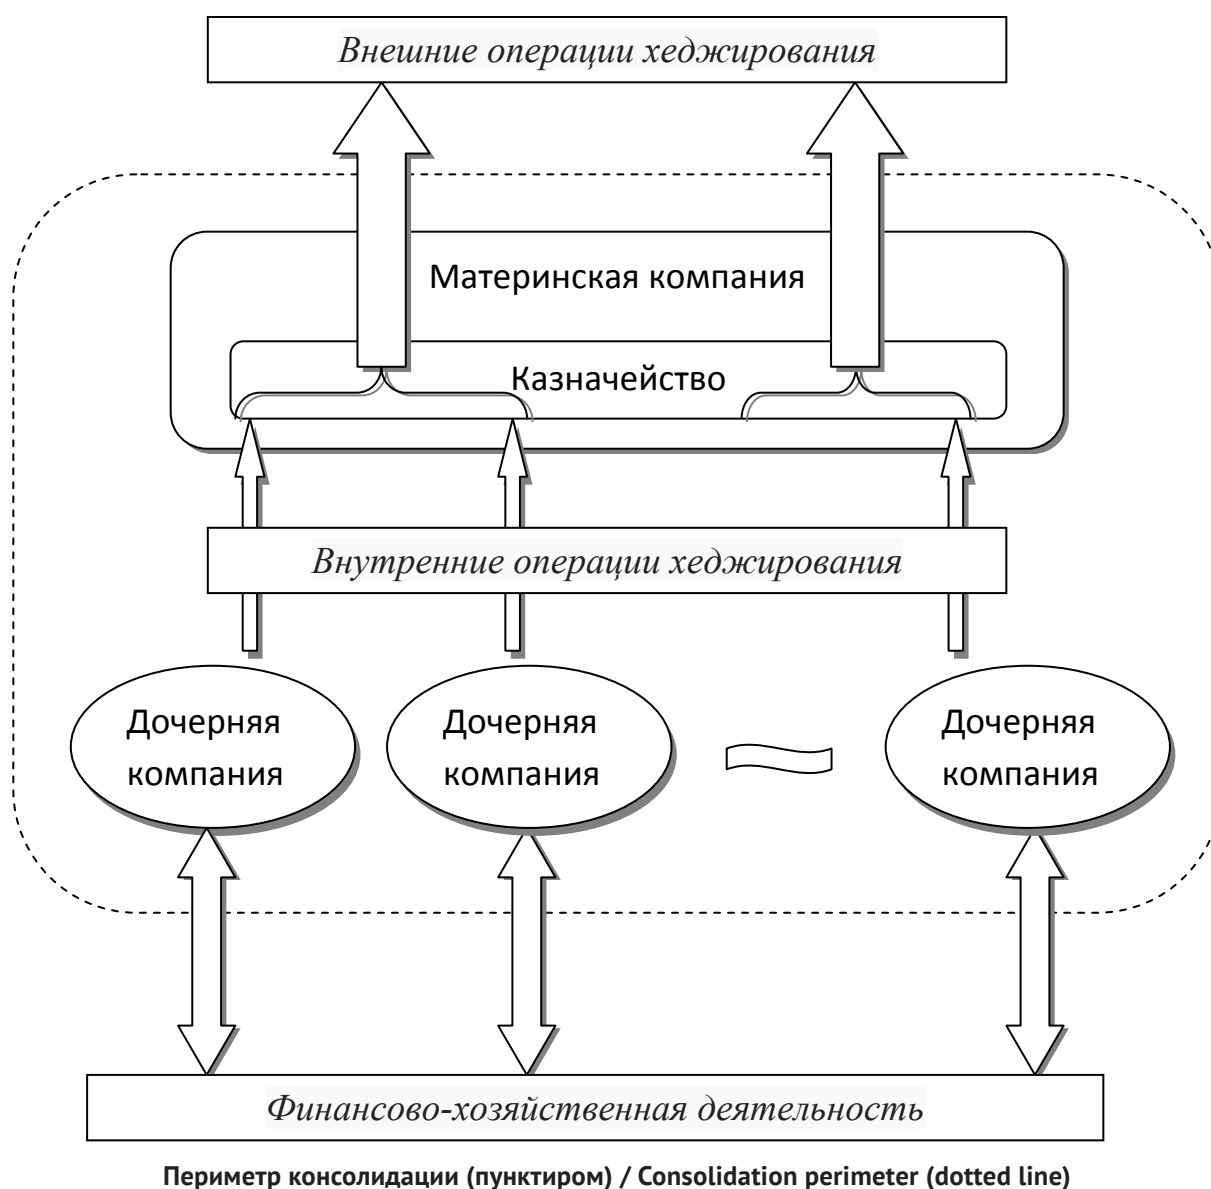 Внешние операции хеджирования
Материнская компания
Казначейство
Внутренние операции хеджирования
Дочерняя
компания
Дочерняя
компания
Дочерняя
компания
Финансово-хозяйственная деятельность
Периметр консолидации (пунктиром) / Consolidation perimeter (dotted line)